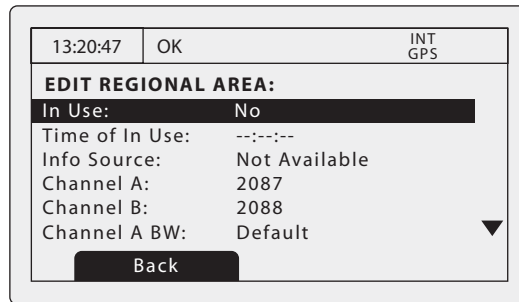 13:20:47 OK INT
GPS
EDIT REGIONAL AREA:
In Use: No
Time of In Use: --:--:--
Info Source: Not Available
Channel A: 2087
Channel B: 2088
Channel A BW: Default
Back